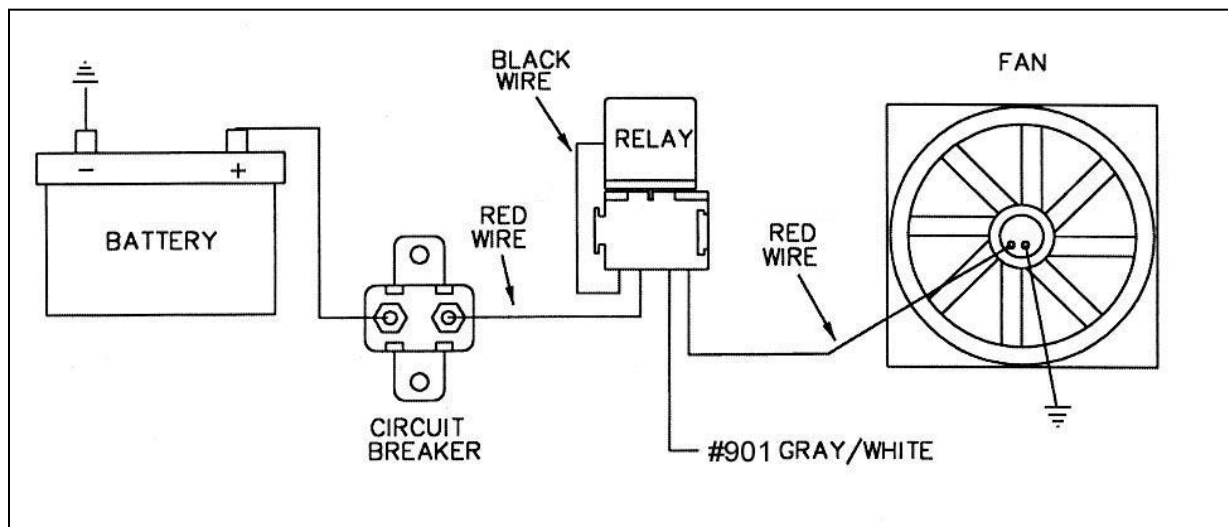 BLACK
WIRE
FAN
RELAY
- +
BATTERY
RED
WIRE
RED
WIRE
CIRCUIT
BREAKER
#901 GRAY/WHITE